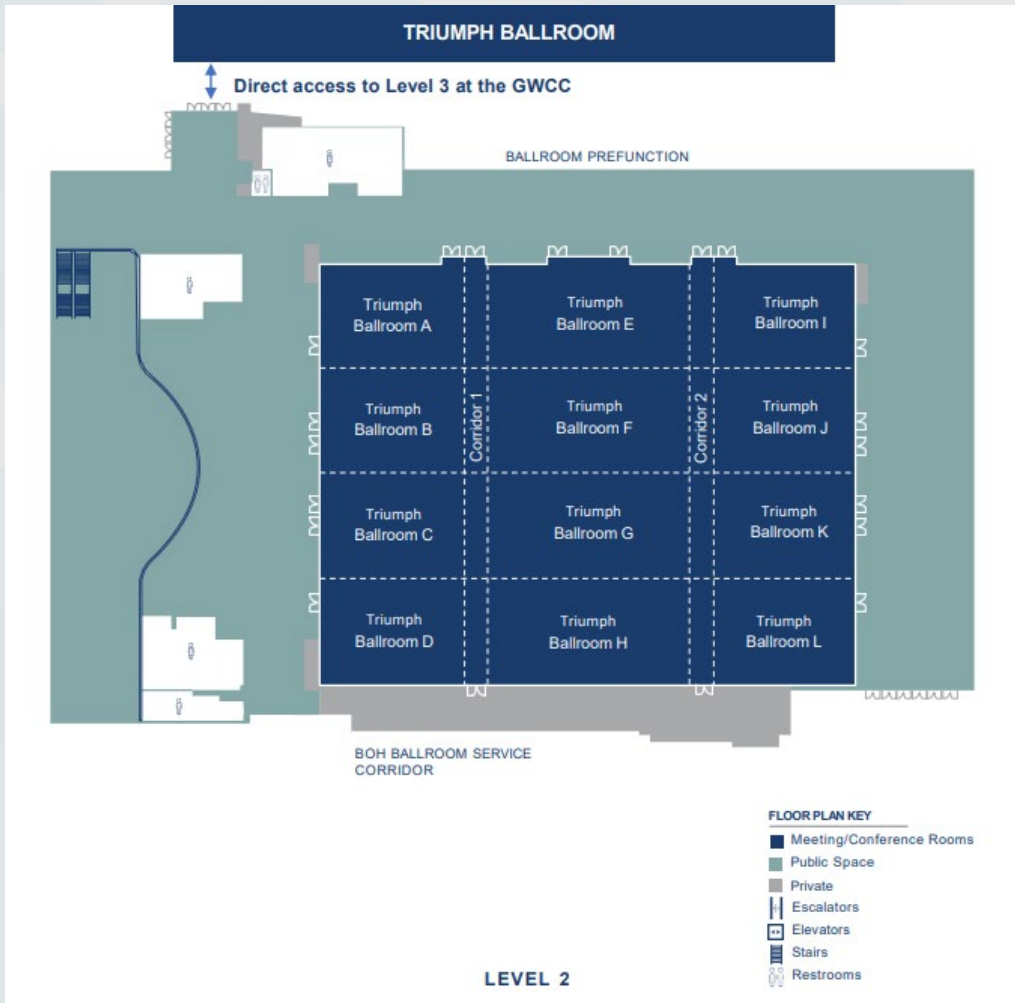 TRIUMPH BALLROOM
Direct access to Level 3 at the GWCC
BALLROOM PREFUNCTION
Triumph
Ballroom A
Triumph
Ballroom E
Triumph
Ballroom I
Triumph
Ballroom B
Corridor 1
Triumph
Ballroom F
Corridor 2
Triumph
Ballroom J
Triumph
Ballroom C
Triumph
Ballroom G
Triumph
Ballroom K
Triumph
Ballroom D
Triumph
Ballroom H
Triumph
Ballroom L
BOH BALLROOM SERVICE
CORRIDOR
FLOOR PLAN KEY
Meeting/Conference Rooms
Public Space
Private
Escalators
Elevators
Stairs
Restrooms
LEVEL 2